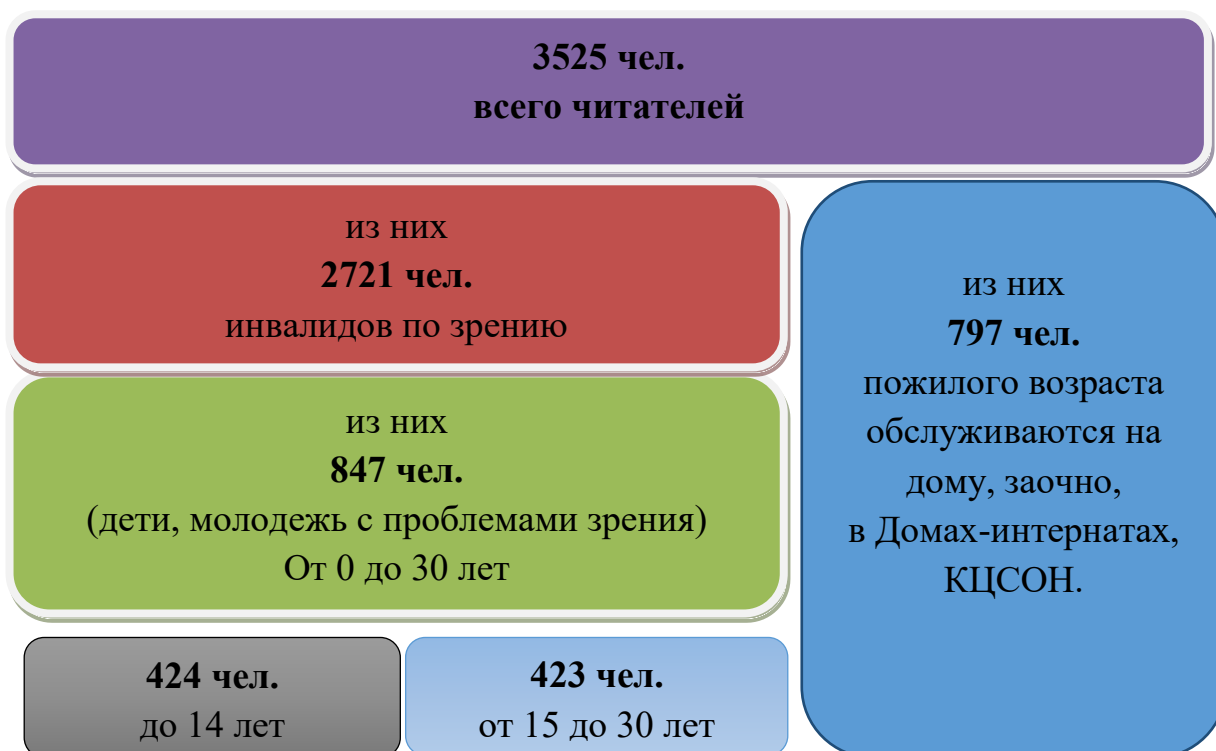 3525 чел.
всего читателей
из них
2721 чел.
инвалидов по зрению
из них
847 чел.
(дети, молодежь с проблемами зрения)
От 0 до 30 лет
424 чел.
до 14 лет
423 чел.
от 15 до 30 лет
из них
797 чел.
пожилого возраста
обслуживаются на
дому, заочно,
в Домах-интернатах,
КЦСОН.